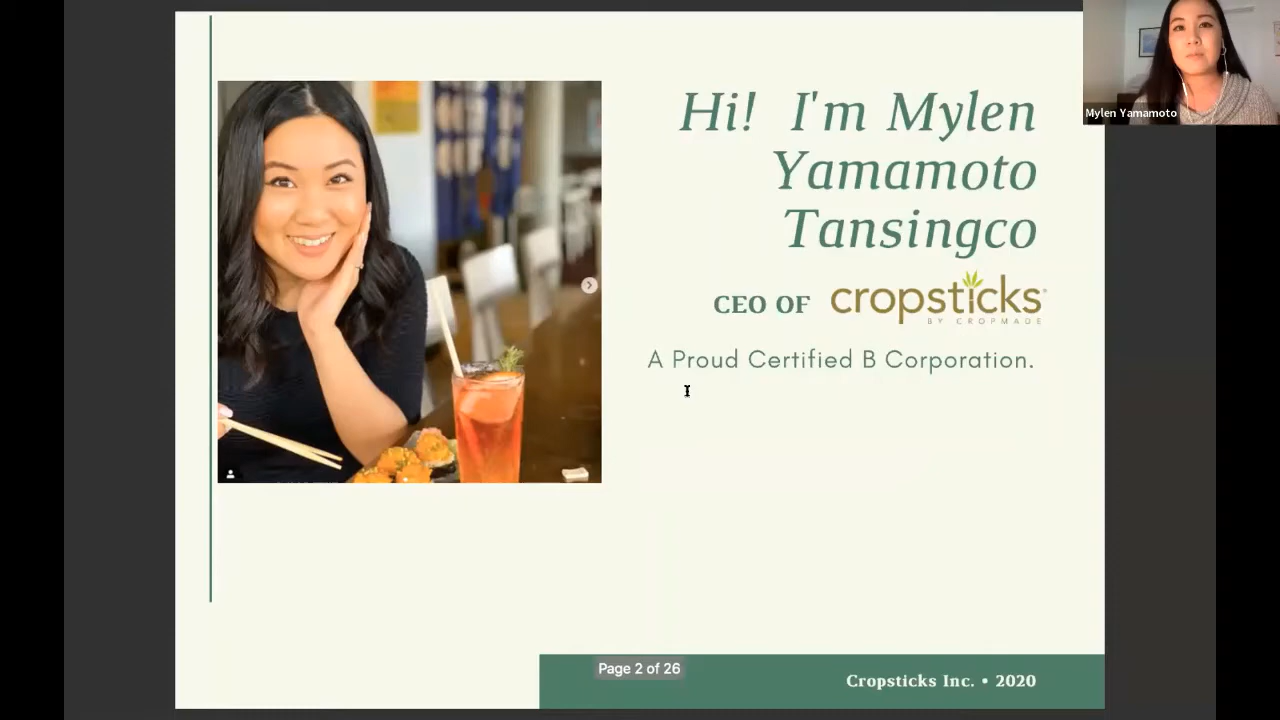 Hi! I'm Mylen
Yamamoto
Tansingco
CEO OF cropsticks
BY CROPMADE
A Proud Certified B Corporation.
Page 2 of 26
Cropsticks Inc. • 2020
Mylen Yamamoto